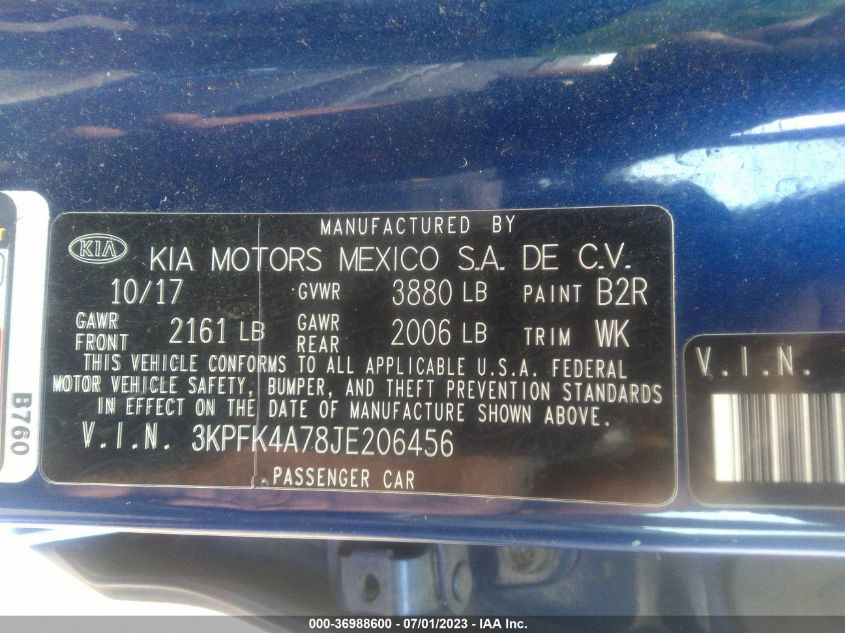 MANUFACTURED BY
KIA KIA MOTORS MEXICO S.A. DE C.V.
10/17 GVWR 3880 LB PAINT B2R
GAWR FRONT 2161 LB GAWR REAR 2006 LB TRIM WK
THIS VEHICLE CONFORMS TO ALL APPLICABLE U.S.A. FEDERAL
MOTOR VEHICLE SAFETY, BUMPER, AND THEFT PREVENTION STANDARDS
IN EFFECT ON THE DATE OF MANUFACTURE SHOWN ABOVE.
V.I.N. 3KPFK4A78JE206456
PASSENGER CAR
B760
V.I.N.
000-36988600 - 07/01/2023 - IAA Inc.